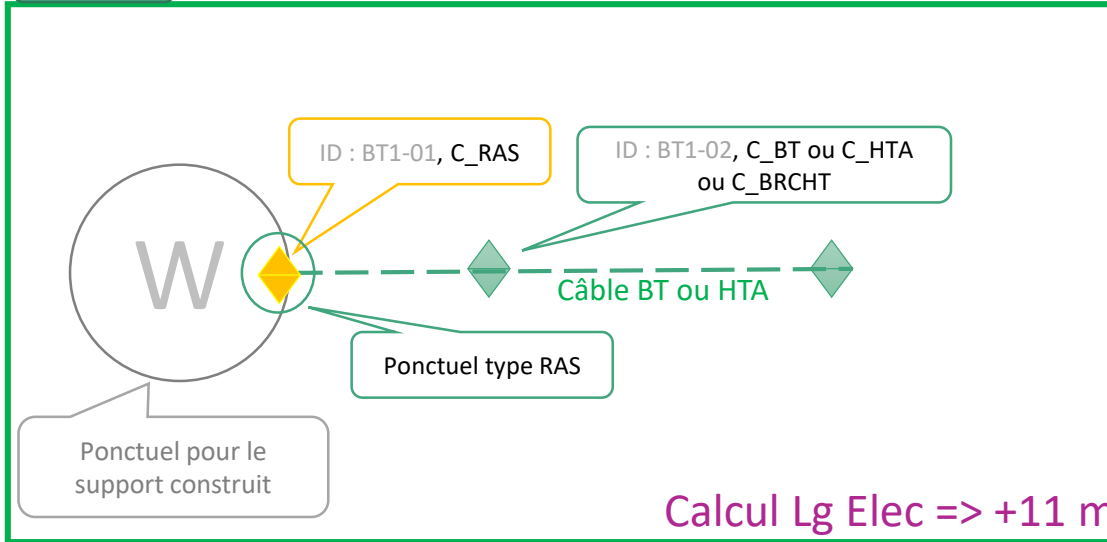 ID : BT1-01, C_RAS
ID : BT1-02, C_BT ou C_HTA
ou C_BRCHT
W
Câble BT ou HTA
Ponctuel type RAS
Ponctuel pour le
support construit
Calcul Lg Elec => +11 m